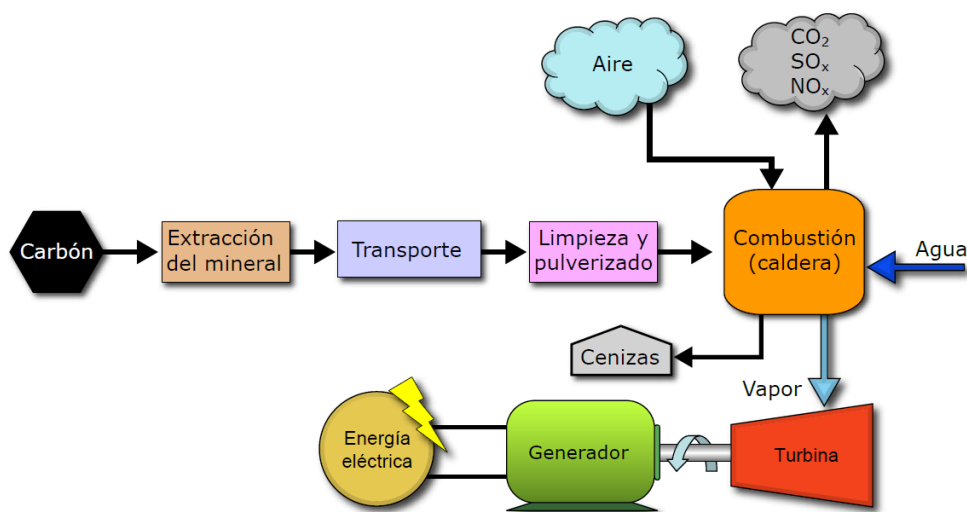 Aire
CO₂
SOₓ
NOₓ
Carbón
Extracción
del mineral
Transporte
Limpieza y
pulverizado
Combustión
(caldera)
Agua
Cenizas
Vapor
Energía
eléctrica
Generador
Turbina